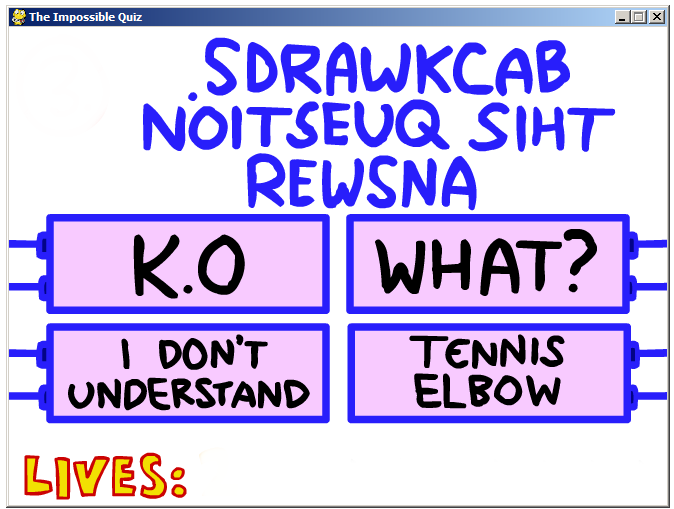 The Impossible Quiz
.SDRAWKCAB
NOITSEUQ SIHT
REWSNA
K.O
WHAT?
I DON'T
UNDERSTAND
TENNIS
ELBOW
LIVES: